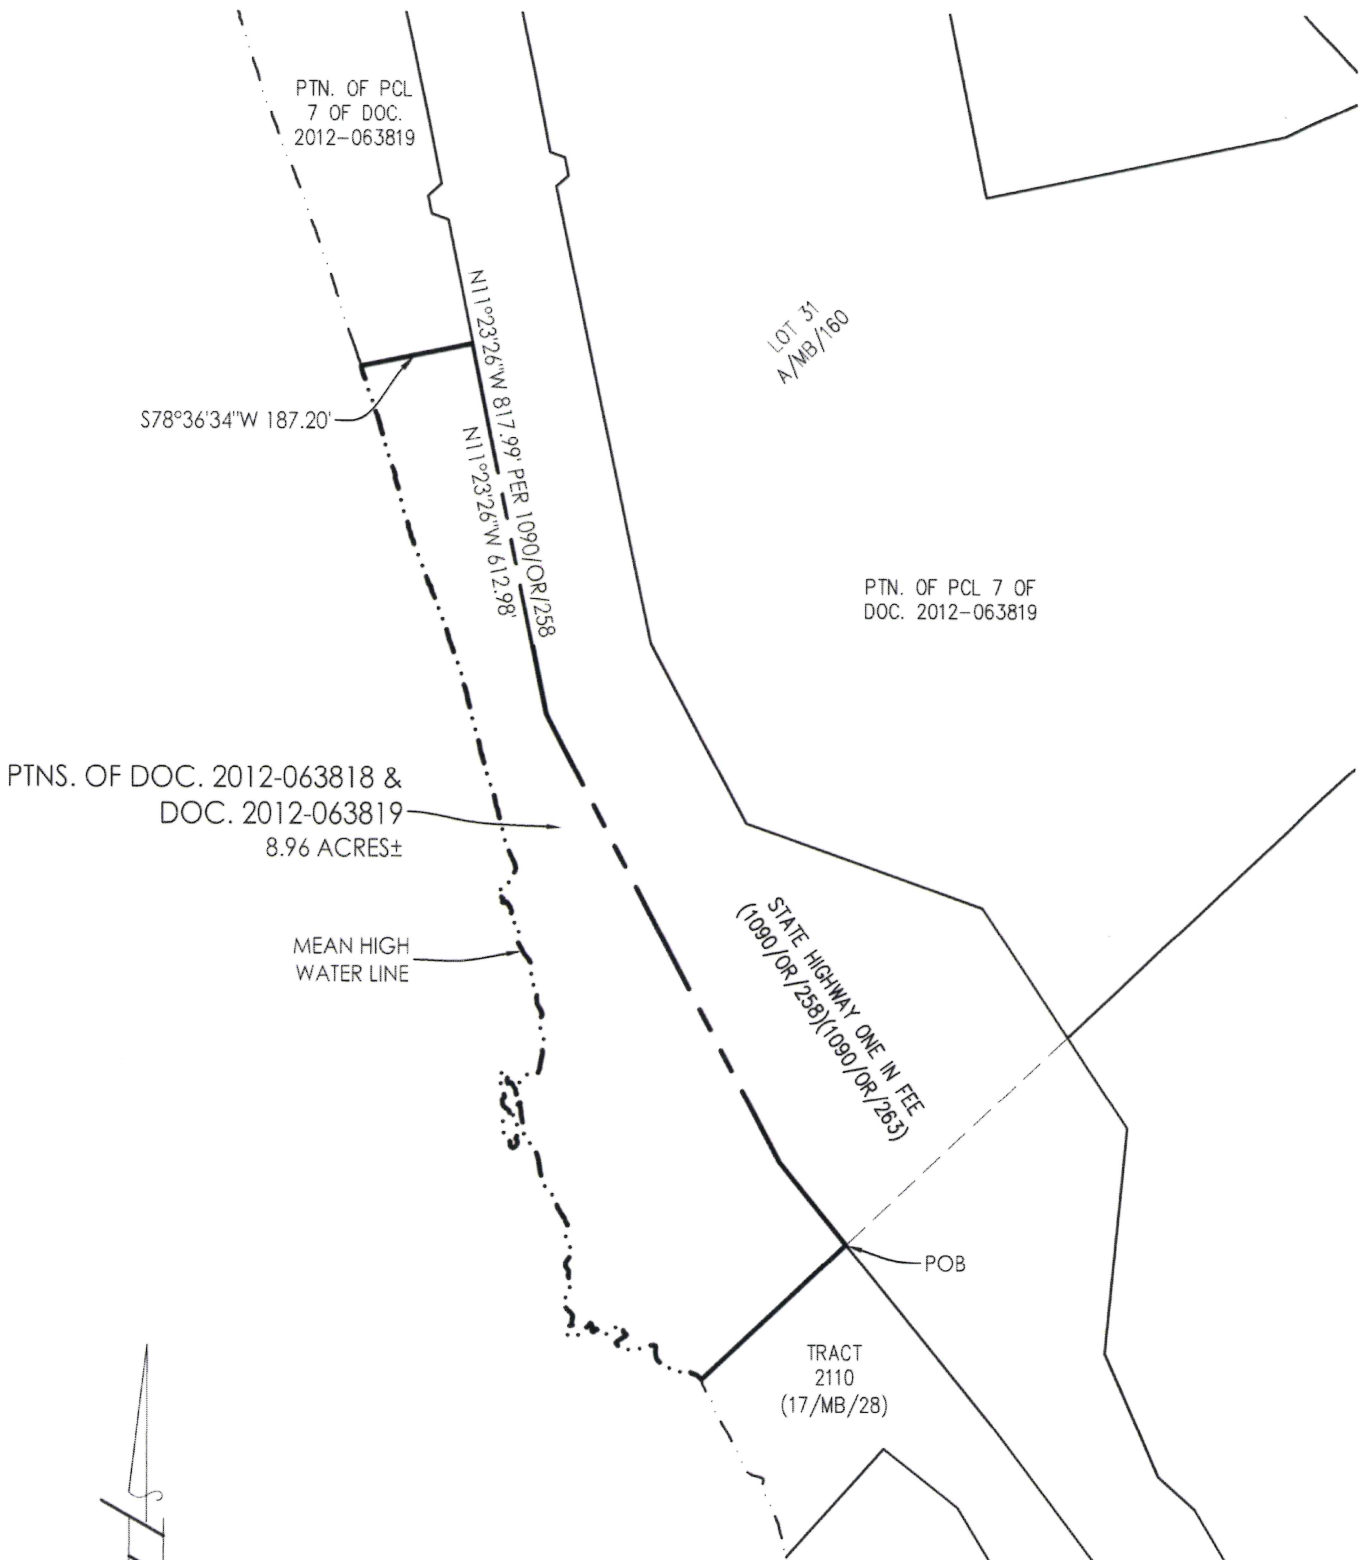 PTN. OF PCL
7 OF DOC.
2012-063819
N11°23'26"W 817.99' PER 1090/OR/258
N11°23'26"W 612.98'
LOT 31
A/MB/160
S78°36'34"W 187.20'
PTN. OF PCL 7 OF
DOC. 2012-063819
PTNS. OF DOC. 2012-063818 &
DOC. 2012-063819
8.96 ACRES±
MEAN HIGH
WATER LINE
STATE HIGHWAY ONE IN FEE
(1090/OR/258)(1090/OR/263)
POB
TRACT
2110
(17/MB/28)